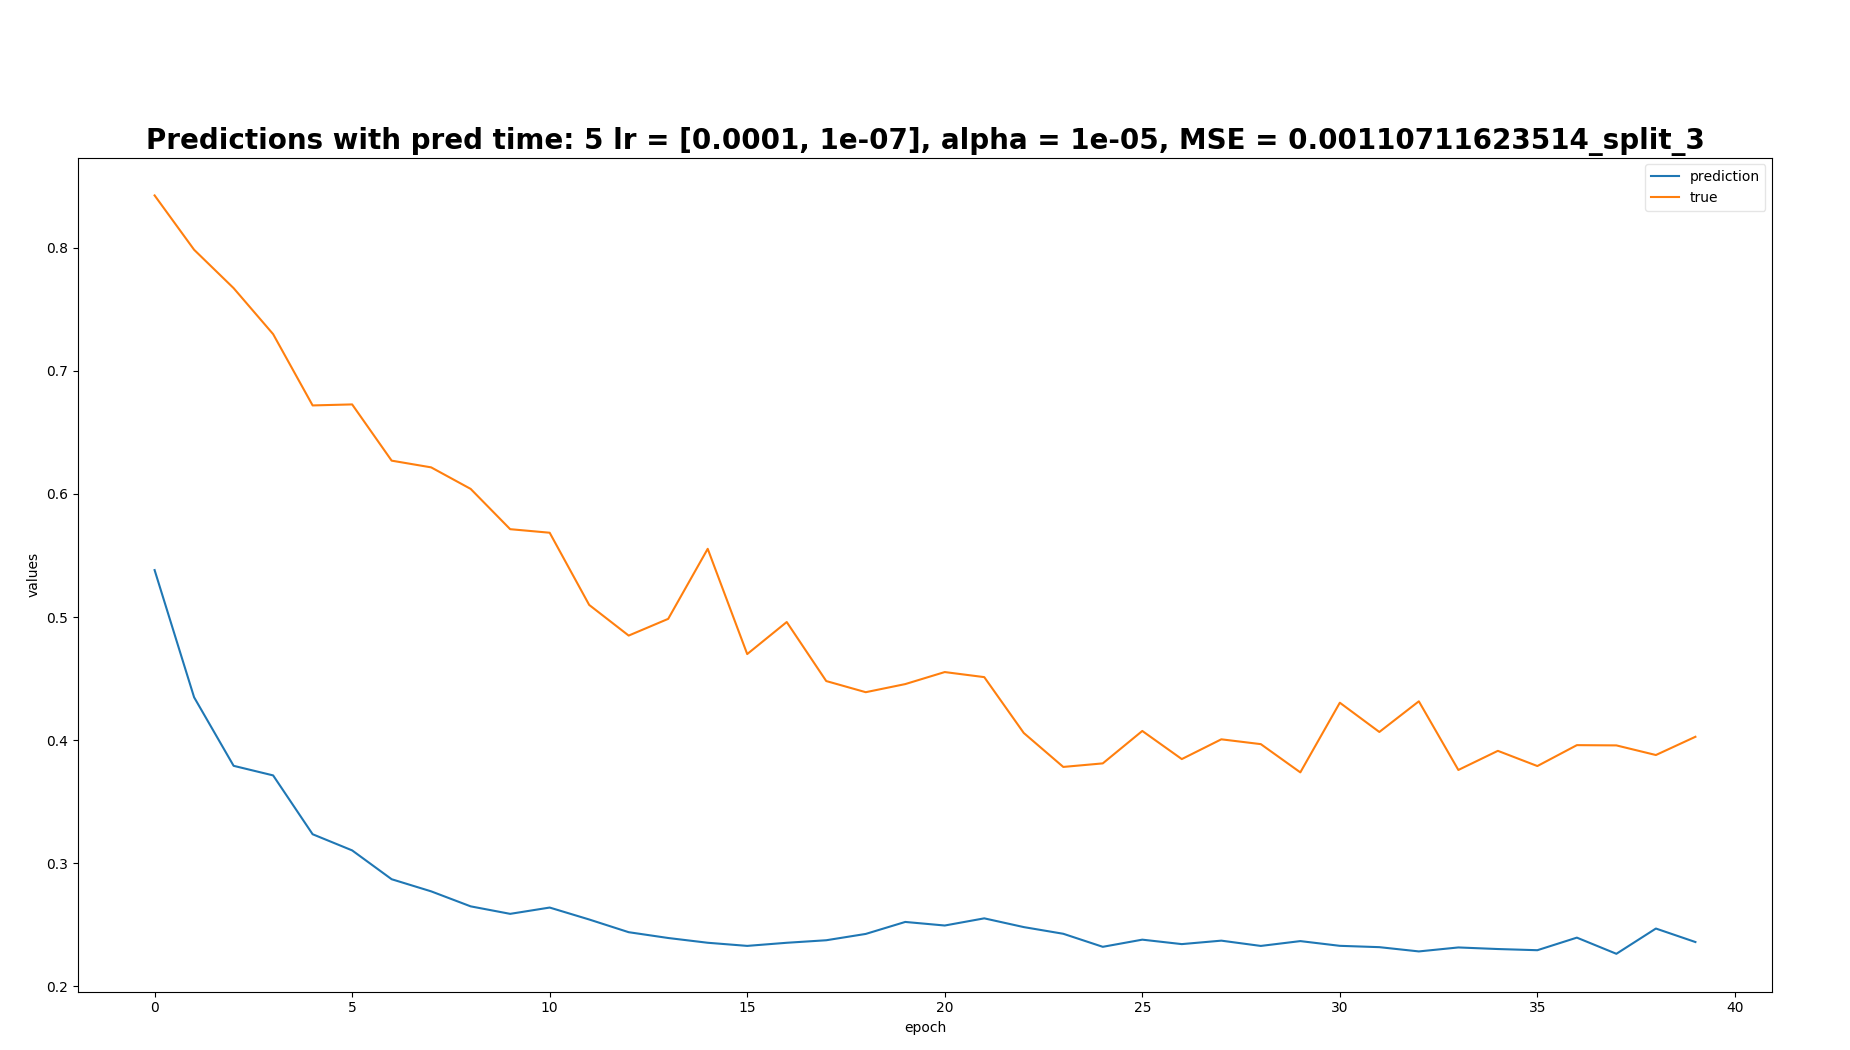 Predictions with pred time: 5 lr = [0.0001, 1e-07], alpha = 1e-05, MSE = 0.00110711623514_split_3
prediction
true
values
0.8
0.7
0.6
0.5
0.4
0.3
0.2
0 5 10 15 20 25 30 35 40
epoch